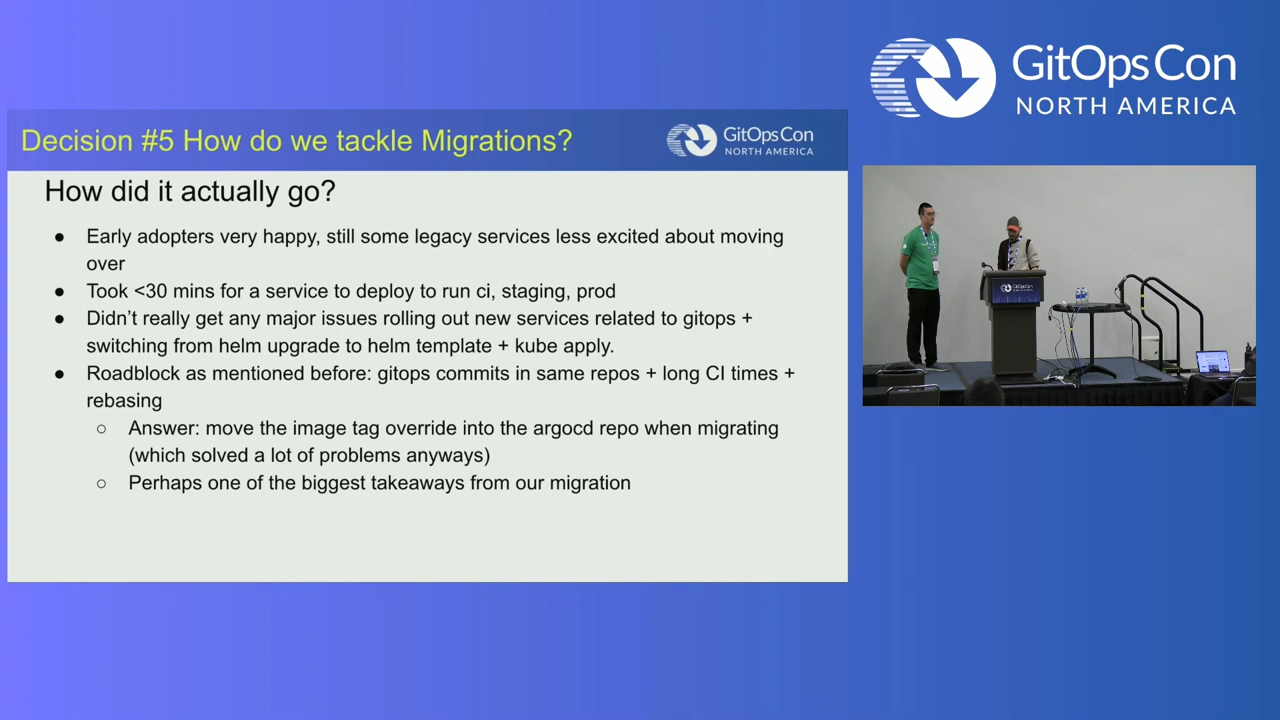 GitOpsCon
NORTH AMERICA
Decision #5 How do we tackle Migrations?
GitOpsCon
NORTH AMERICA
How did it actually go?
● Early adopters very happy, still some legacy services less excited about moving
over
● Took <30 mins for a service to deploy to run ci, staging, prod
● Didn’t really get any major issues rolling out new services related to gitops +
switching from helm upgrade to helm template + kube apply.
● Roadblock as mentioned before: gitops commits in same repos + long CI times +
rebasing
○ Answer: move the image tag override into the argocd repo when migrating
(which solved a lot of problems anyways)
○ Perhaps one of the biggest takeaways from our migration